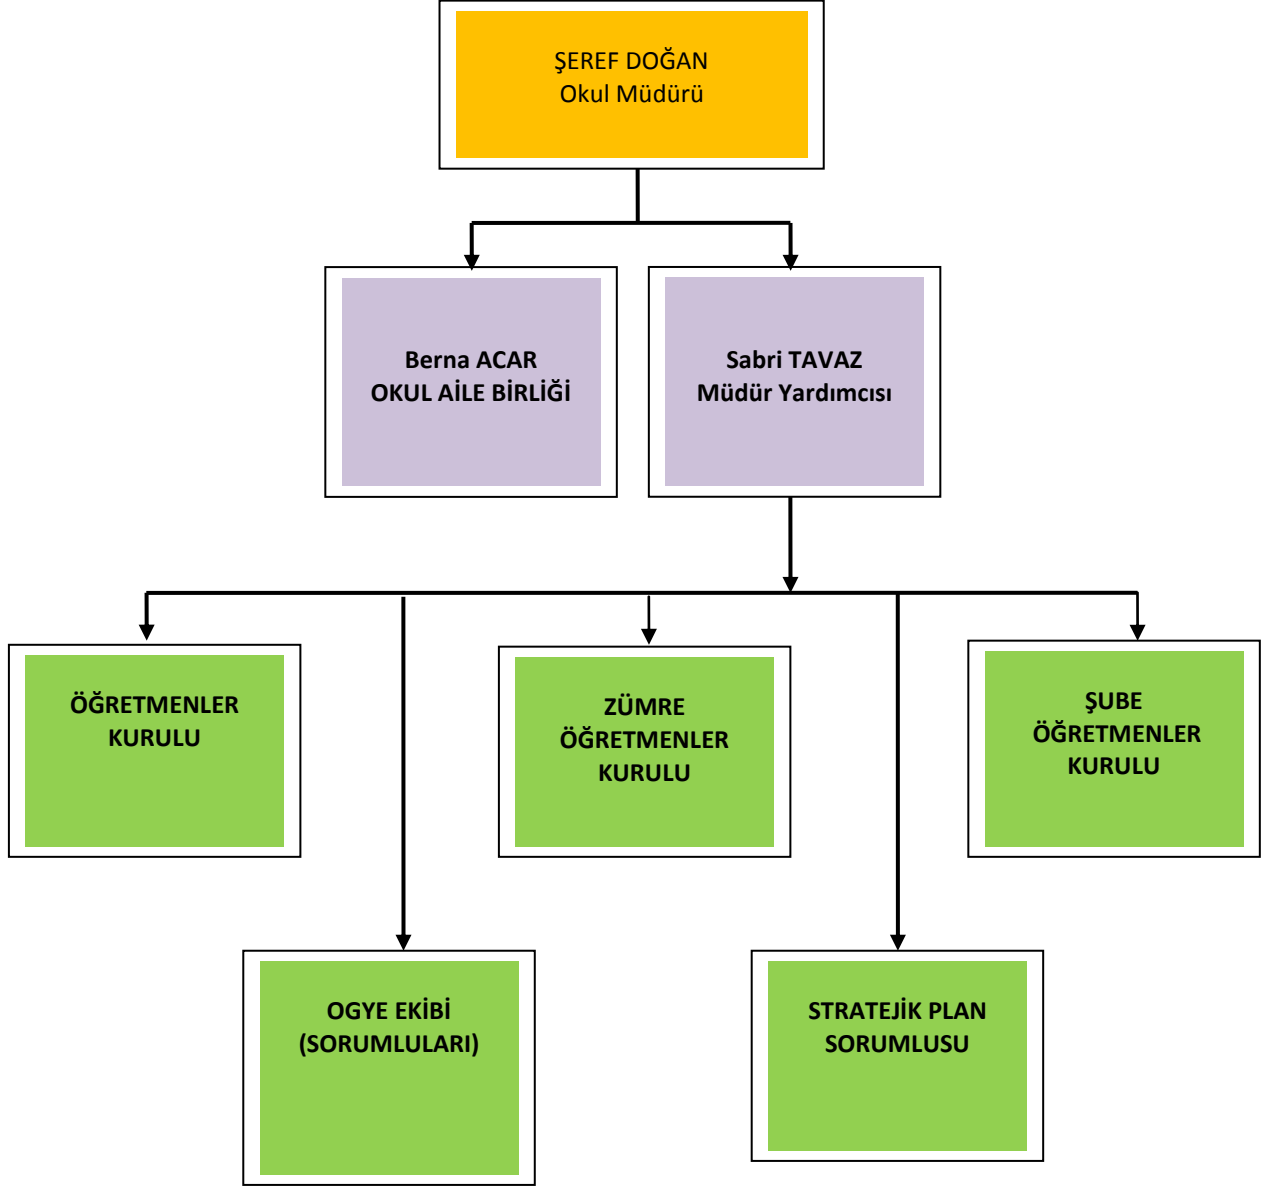 ŞEREF DOĞAN
Okul Müdürü
Berna ACAR
OKUL AİLE BİRLİĞİ
Sabri TAVAZ
Müdür Yardımcısı
ÖĞRETMENLER
KURULU
ZÜMRE
ÖĞRETMENLER
KURULU
ŞUBE
ÖĞRETMENLER
KURULU
OGYE EKİBİ
(SORUMLULARI)
STRATEJİK PLAN
SORUMLUSU